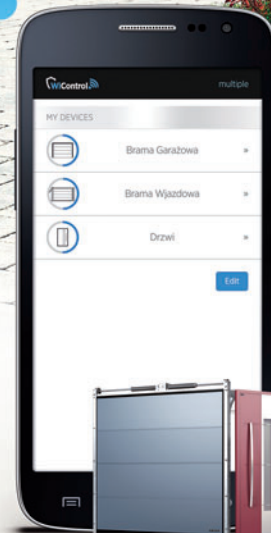 WiControl
multiple
MY DEVICES
Brama Garażowa »
Brama Wjazdowa »
Drzwi »
Edit